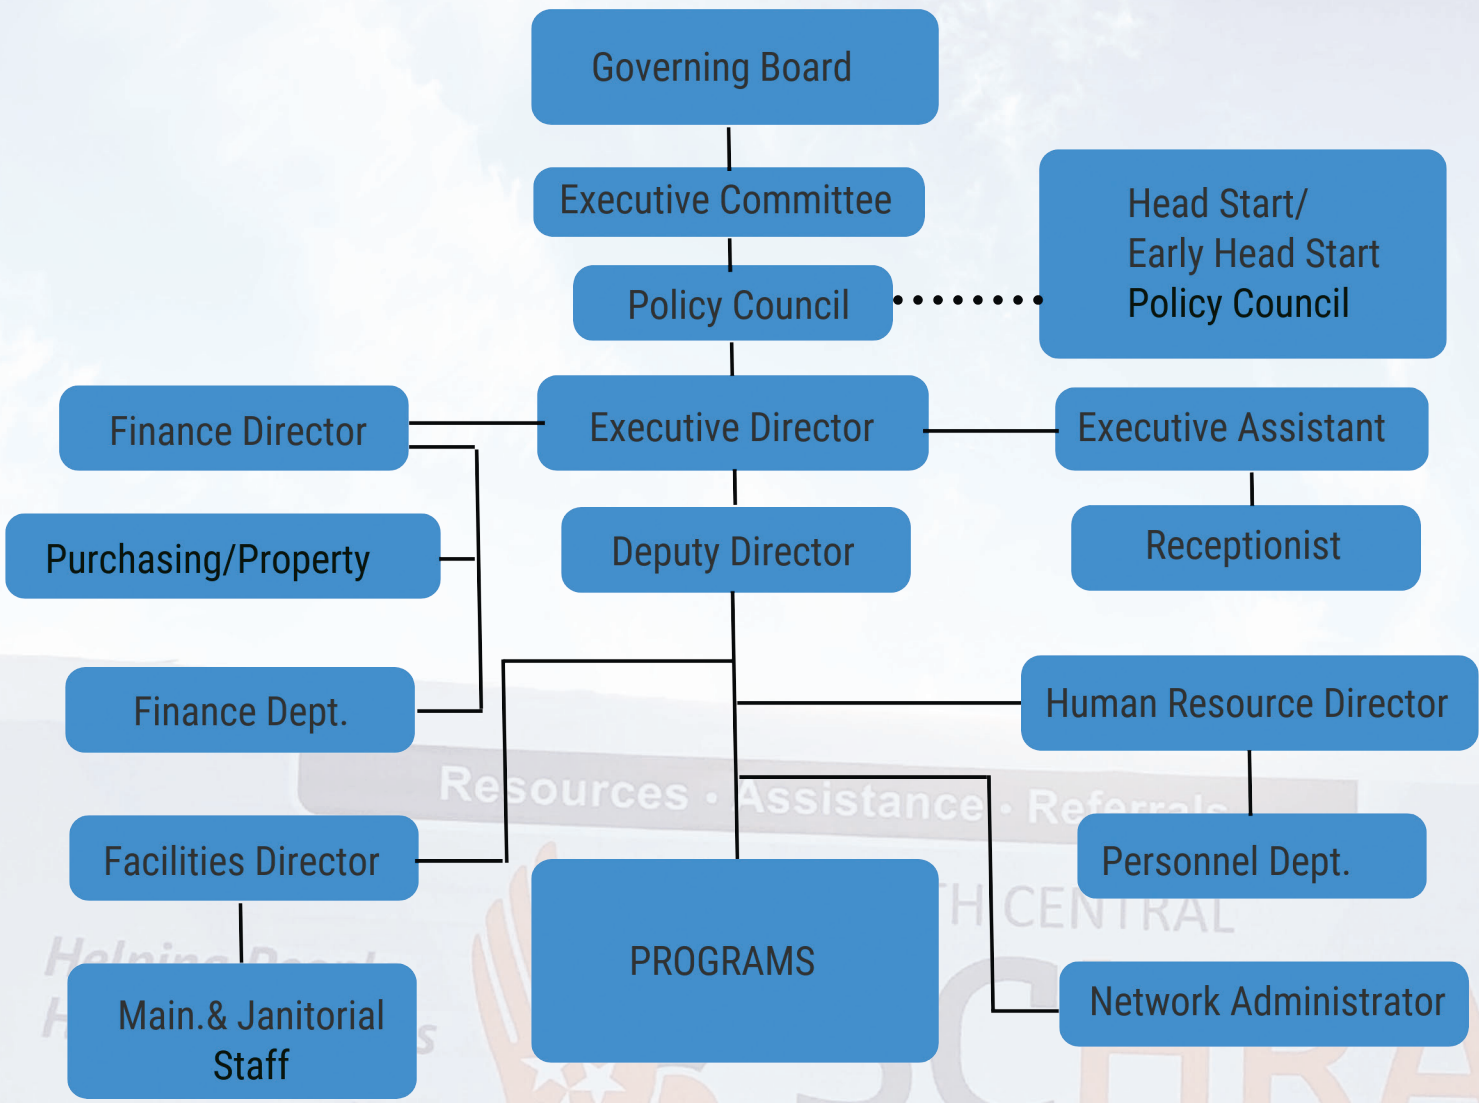 Governing Board
Executive Committee
Head Start/
Early Head Start
Policy Council
Policy Council
Finance Director
Executive Director
Executive Assistant
Purchasing/Property
Deputy Director
Receptionist
Finance Dept.
Human Resource Director
Resources · Assistance · Referrals
Facilities Director
Personnel Dept.
CENTRAL
Helping
PROGRAMS
Network Administrator
Main.& Janitorial
Staff